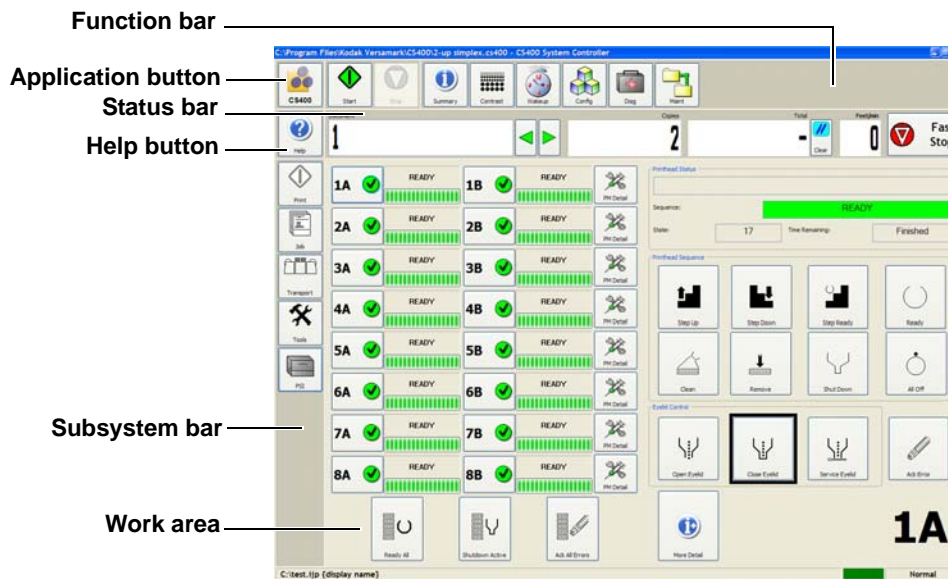 Function bar
C:\Program Files\Kodak Versamark\CS400\2-up simplex.cs400 - CS400 System Controller
Application button
CS400
Start
Stop
Summary
Contrast
Wakeup
Config
Diag
Maint
Status bar
Document
Copies
Total
Feet/min
Help button
Help
1
2
-
Clear
0
Fas
Sto
Print
Job
Transport
Tools
PSI
1A READY 1B READY PM Detail
2A READY 2B READY PM Detail
3A READY 3B READY PM Detail
4A READY 4B READY PM Detail
5A READY 5B READY PM Detail
6A READY 6B READY PM Detail
7A READY 7B READY PM Detail
8A READY 8B READY PM Detail
Printhead Status
Sequence: READY
State: 17 Time Remaining: Finished
Printhead Sequence
Step Up Step Down Step Ready Ready
Clean Remove Shut Down All Off
Eyelid Control
Open Eyelid Close Eyelid Service Eyelid Ack Error
Subsystem bar
Work area
Ready All Shutdown Active Ack All Errors More Detail
1A
C:\test.ijp {display name} Normal